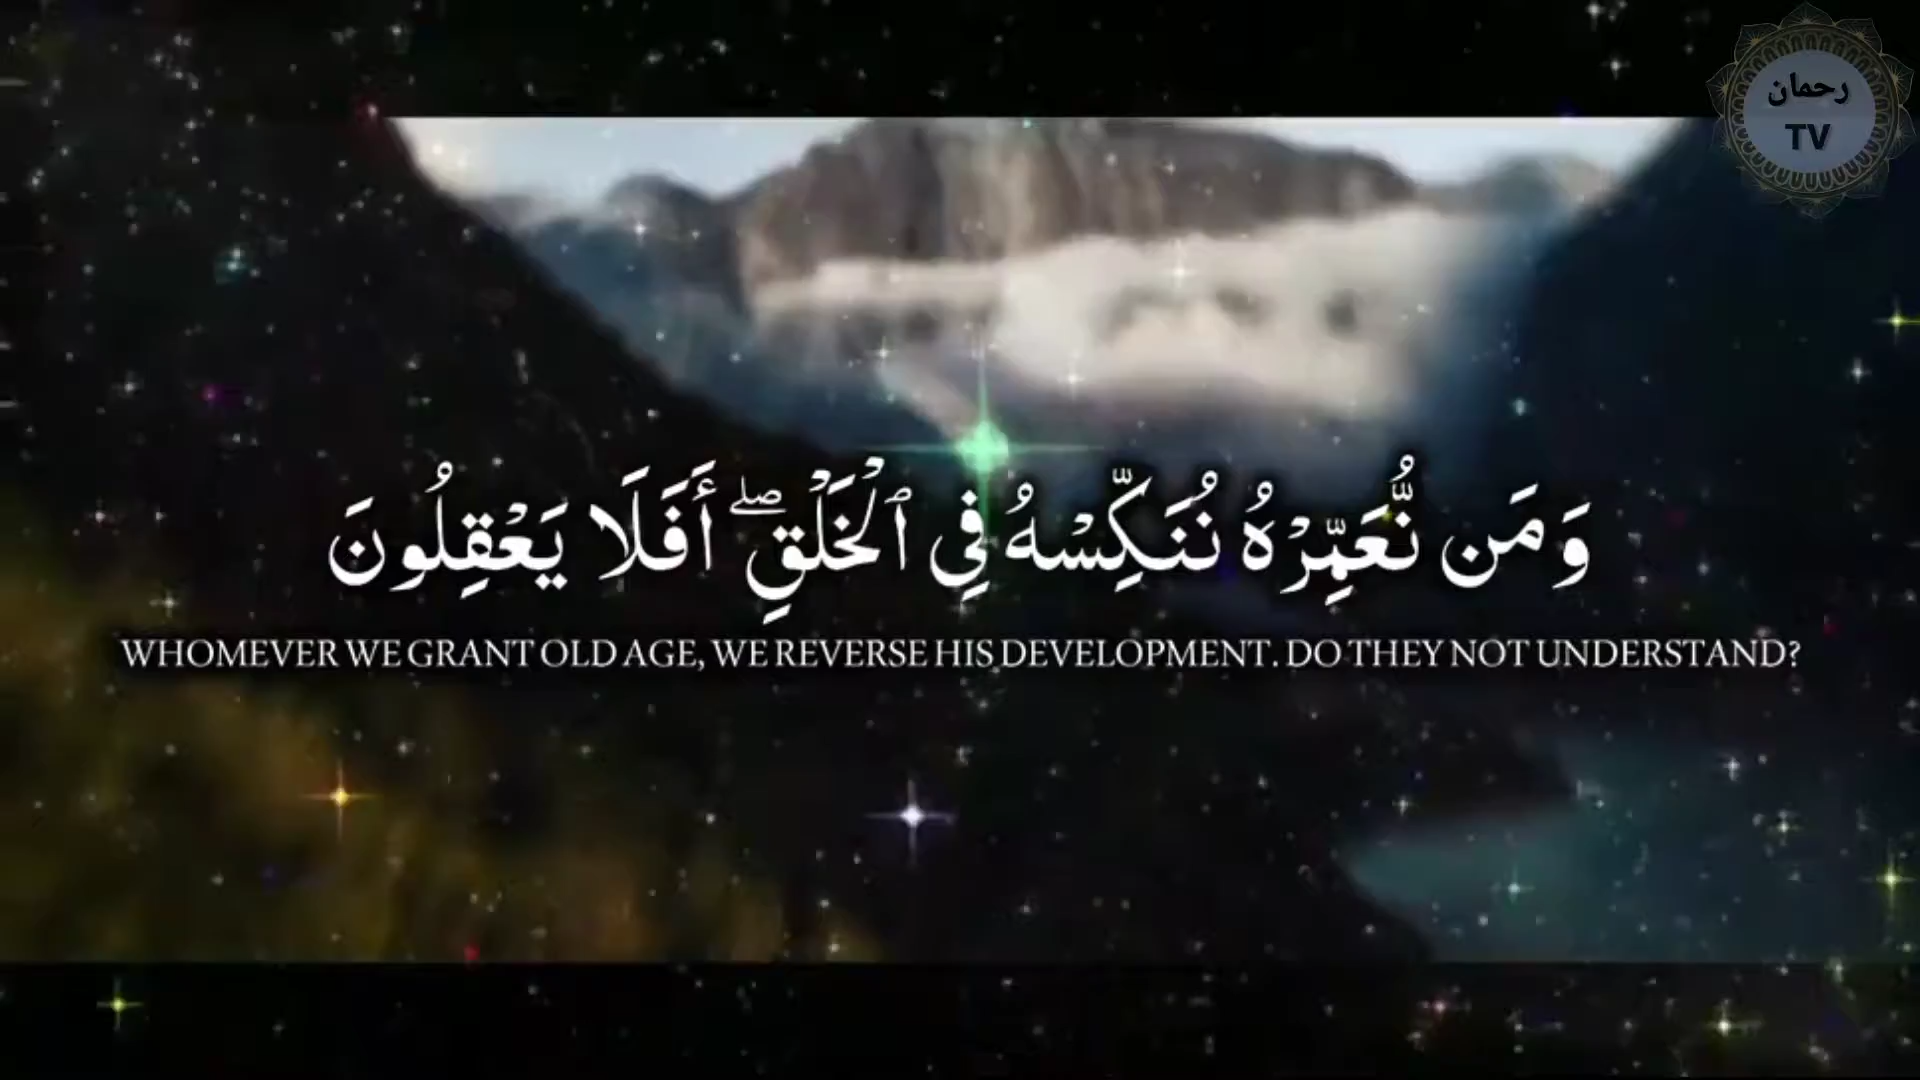 رحمان
TV
وَمَن نُّعَمِّرْهُ نُنَكِّسْهُ فِي ٱلْخَلْقِ ۖ أَفَلَا يَعْقِلُونَ
WHOMEVER WE GRANT OLD AGE, WE REVERSE HIS DEVELOPMENT. DO THEY NOT UNDERSTAND?